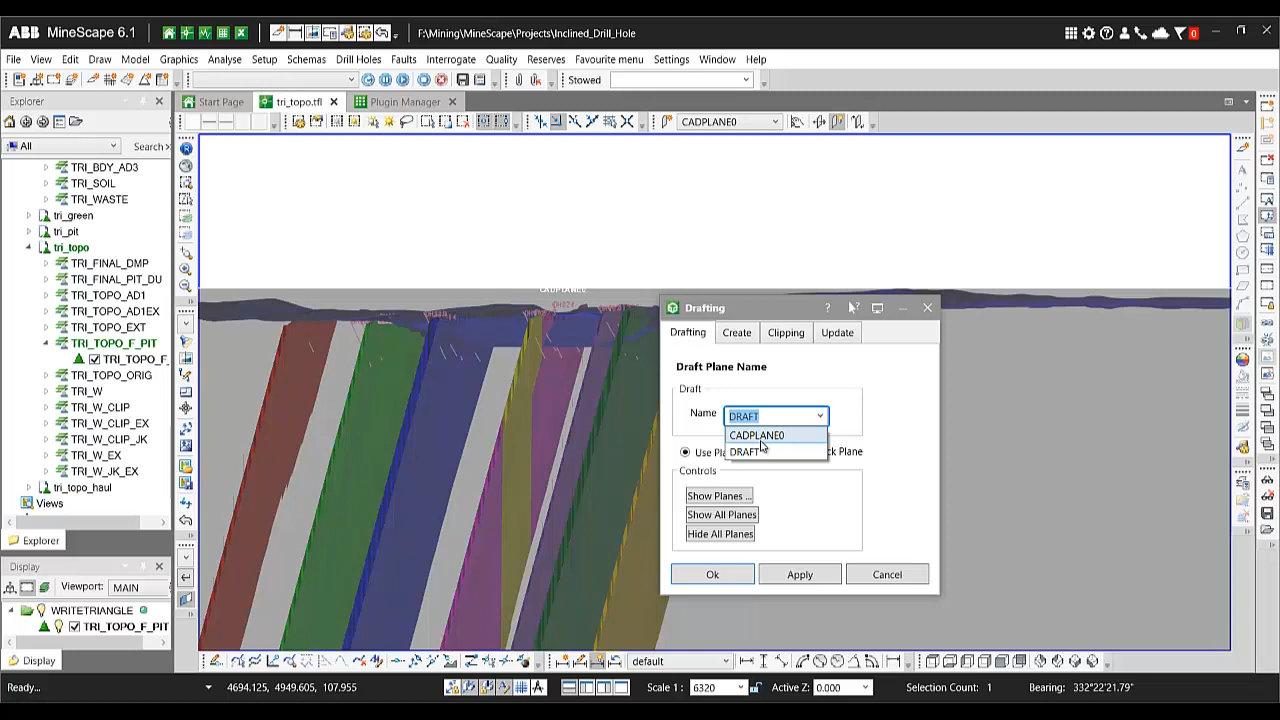 ABB MineScape 6.1
F:\Mining\MineScape\Projects\Inclined_Drill_Hole
0
File View Edit Draw Model Graphics Analyse Setup Schemas Drill Holes Faults Interrogate Quality Reserves Favourite menu Settings Window Help
Stowed
Explorer
Start Page
tri_topo.tfl
Plugin Manager
CADPLANE0
All
Search
TRI_BDY_AD3
TRI_SOIL
TRI_WASTE
tri_green
tri_pit
tri_topo
TRI_FINAL_DMP
TRI_FINAL_PIT_DU
TRI_TOPO_AD1
TRI_TOPO_AD1EX
TRI_TOPO_EXT
TRI_TOPO_F_PIT
TRI_TOPO_F_
TRI_TOPO_ORIG
TRI_W
TRI_W_CLIP
TRI_W_CLIP_EX
TRI_W_CLIP_JK
TRI_W_EX
TRI_W_JK_EX
tri_topo_haul
Views
Explorer
Display
Viewport: MAIN
WRITETRIANGLE
TRI_TOPO_F_PIT
Display
CADPLANE0
Drafting
?
Drafting Create Clipping Update
Draft Plane Name
Draft
Name DRAFT
CADPLANE0
DRAFT
Use Pla
ck Plane
Controls
Show Planes ...
Show All Planes
Hide All Planes
Ok Apply Cancel
default
Ready...
4694.125, 4949.605, 107.955
Scale 1 : 6320
Active Z: 0.000
Selection Count: 1
Bearing: 332°22'21.79"